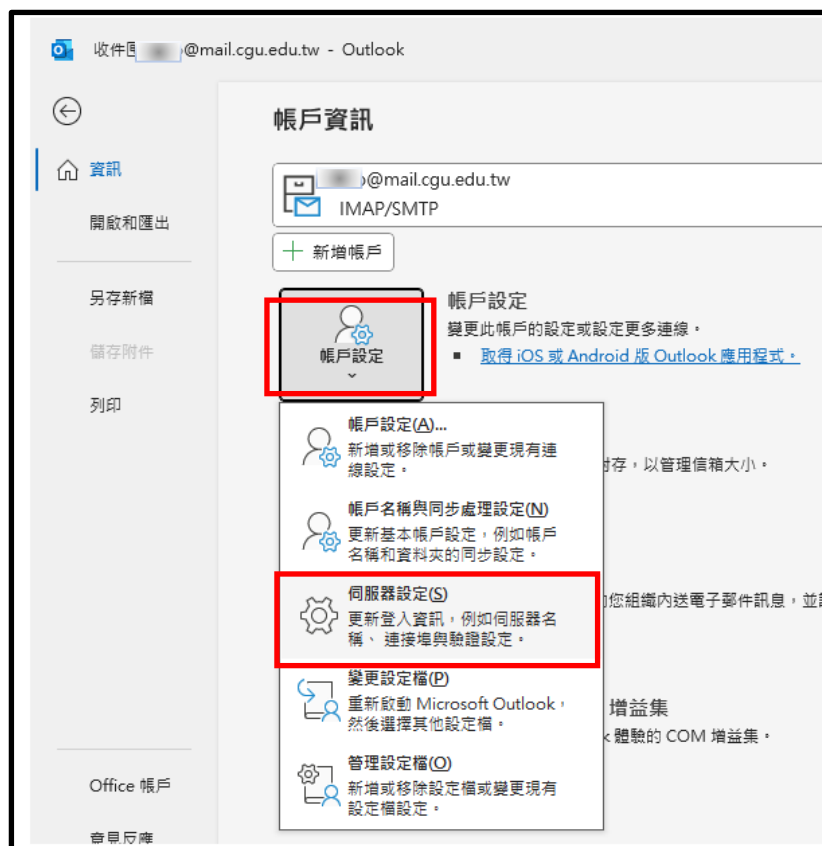 收件 @mail.cgu.edu.tw - Outlook
帳戶資訊
資訊
開啟和匯出
另存新檔
儲存附件
列印
Office 帳戶
意見反應
@mail.cgu.edu.tw
IMAP/SMTP
新增帳戶
帳戶設定
帳戶設定
變更此帳戶的設定或設定更多連線。
▪ 取得 iOS 或 Android 版 Outlook 應用程式。
帳戶設定(A)...
新增或移除帳戶或變更現有連
線設定。
封存,以管理信箱大小。
帳戶名稱與同步處理設定(N)
更新基本帳戶設定,例如帳戶
名稱和資料夾的同步設定。
伺服器設定(S)
更新登入資訊,例如伺服器名
稱、 連接埠與驗證設定。
您組織內送電子郵件訊息,並
變更設定檔(P)
重新啟動 Microsoft Outlook,
然後選擇其他設定檔。
增益集
體驗的 COM 增益集。
管理設定檔(O)
新增或移除設定檔或變更現有
設定檔設定。